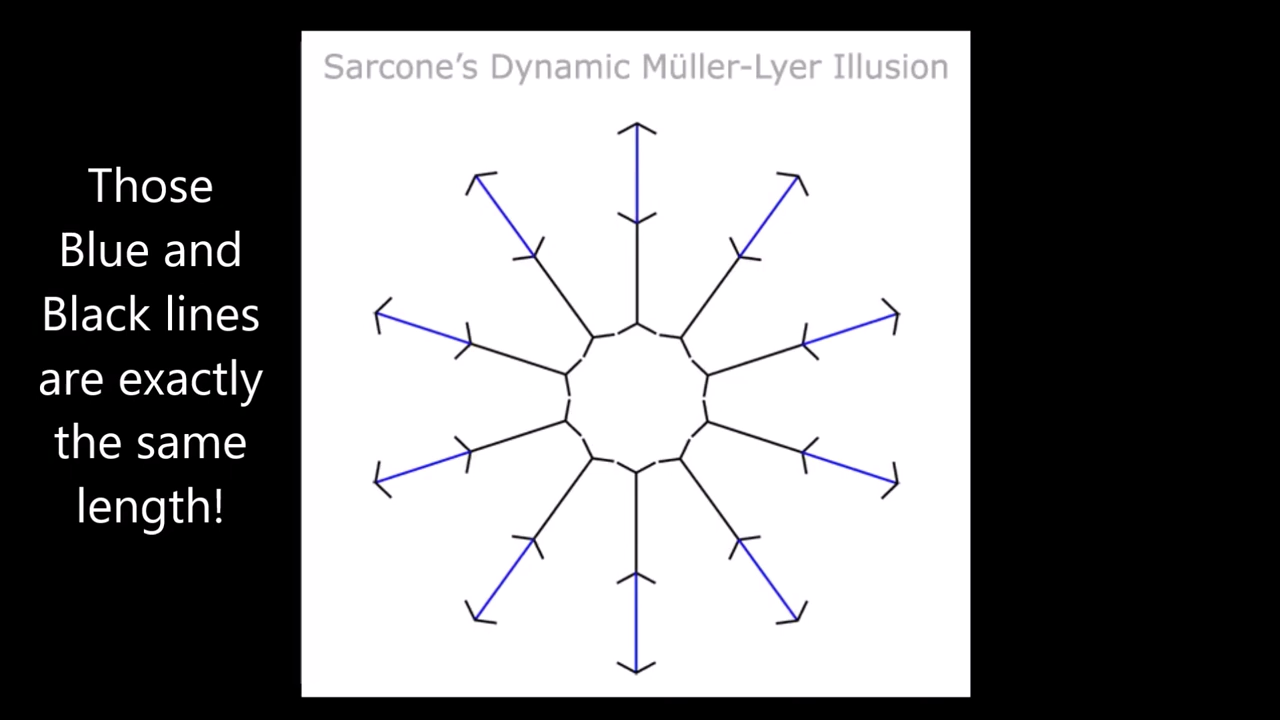 Sarcone's Dynamic Müller-Lyer Illusion
Those
Blue and
Black lines
are exactly
the same
length!